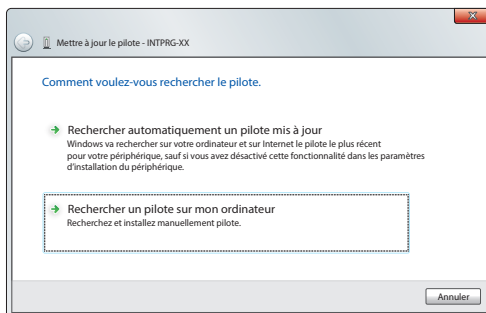 Mettre à jour le pilote - INTPRG-XX
Comment voulez-vous rechercher le pilote.
Rechercher automatiquement un pilote mis à jour
Windows va rechercher sur votre ordinateur et sur Internet le pilote le plus récent
pour votre périphérique, sauf si vous avez désactivé cette fonctionnalité dans les paramètres
d'installation du périphérique.
Rechercher un pilote sur mon ordinateur
Recherchez et installez manuellement pilote.
Annuler